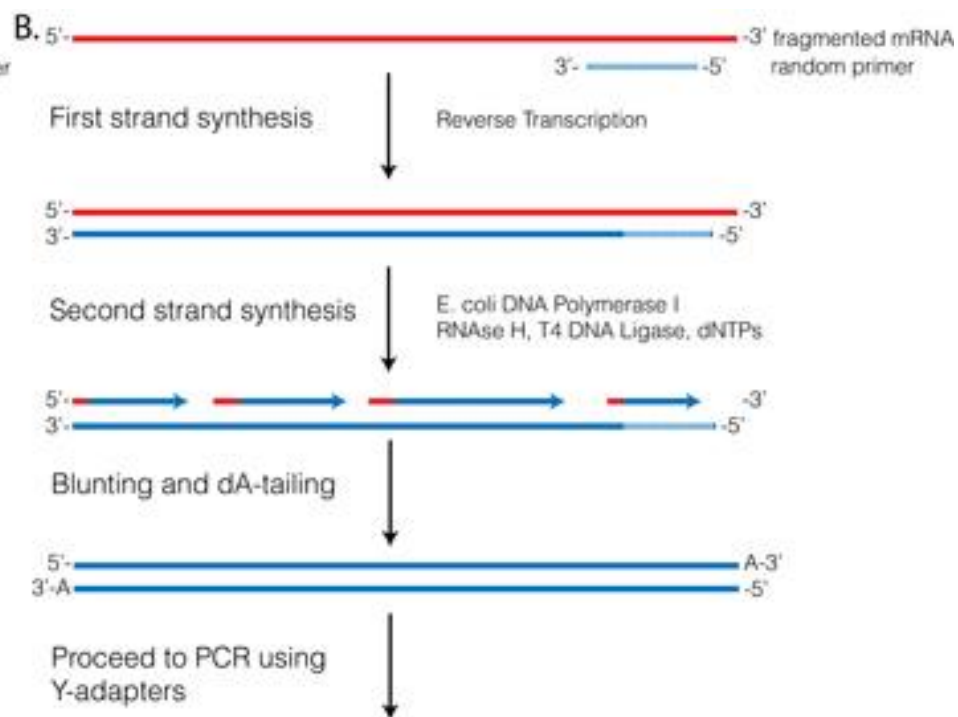 B.
5'- -3' fragmented mRNA
3'- -5' random primer
First strand synthesis
Reverse Transcription
5'- -3'
3'- -5'
Second strand synthesis
E. coli DNA Polymerase I
RNAse H, T4 DNA Ligase, dNTPs
5'- -3'
3'- -5'
Blunting and dA-tailing
5'- A-3'
3'-A -5'
Proceed to PCR using
Y-adapters